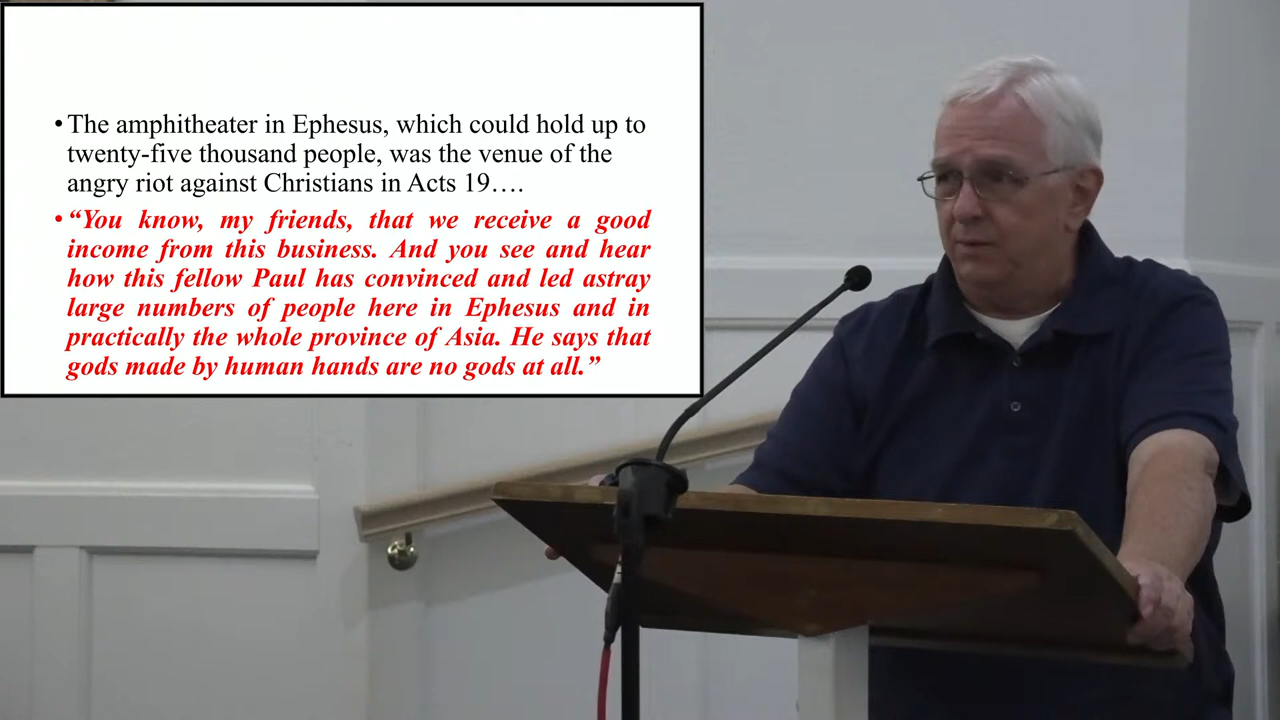 • The amphitheater in Ephesus, which could hold up to
twenty-five thousand people, was the venue of the
angry riot against Christians in Acts 19….
• “You know, my friends, that we receive a good
income from this business. And you see and hear
how this fellow Paul has convinced and led astray
large numbers of people here in Ephesus and in
practically the whole province of Asia. He says that
gods made by human hands are no gods at all.”